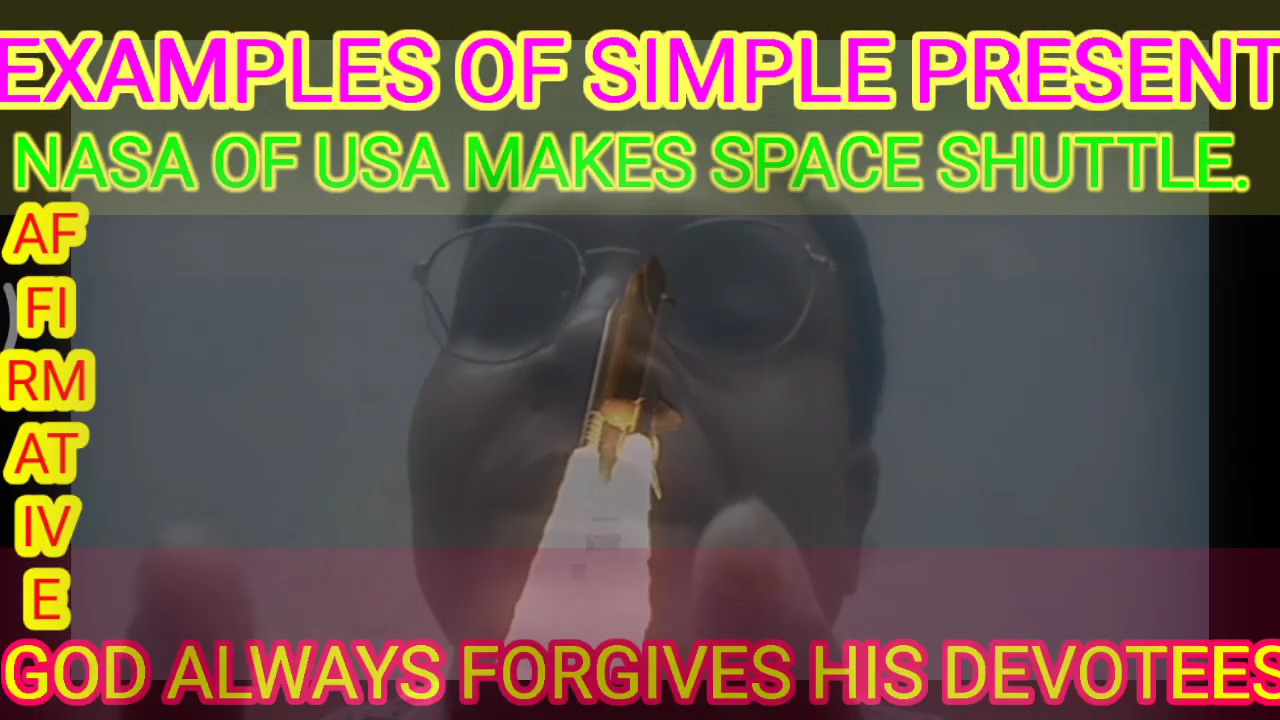 EXAMPLES OF SIMPLE PRESENT
NASA OF USA MAKES SPACE SHUTTLE.
AF
FI
RM
AT
IV
E
GOD ALWAYS FORGIVES HIS DEVOTEES